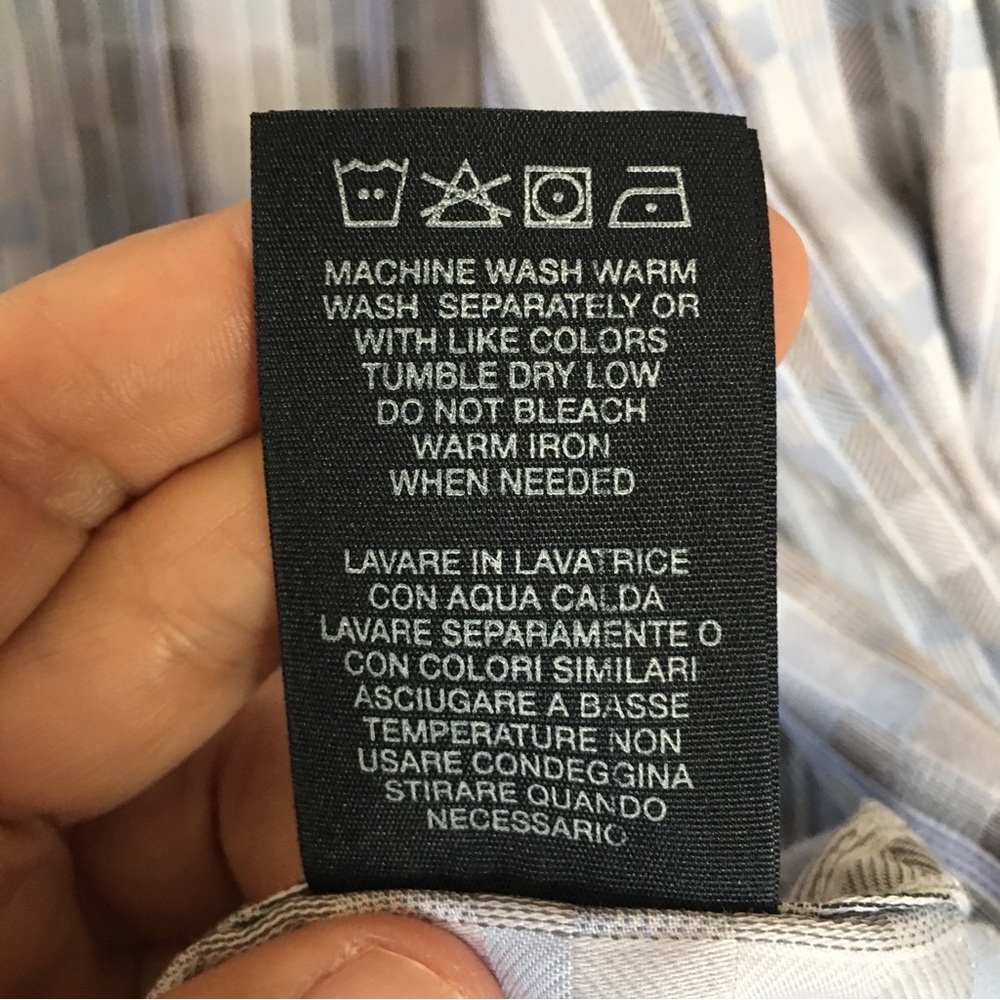 MACHINE WASH WARM
WASH SEPARATELY OR
WITH LIKE COLORS
TUMBLE DRY LOW
DO NOT BLEACH
WARM IRON
WHEN NEEDED
LAVARE IN LAVATRICE
CON AQUA CALDA
LAVARE SEPARAMENTE O
CON COLORI SIMILARI
ASCIUGARE A BASSE
TEMPERATURE NON
USARE CONDEGGINA
STIRARE QUANDO
NECESSARIO